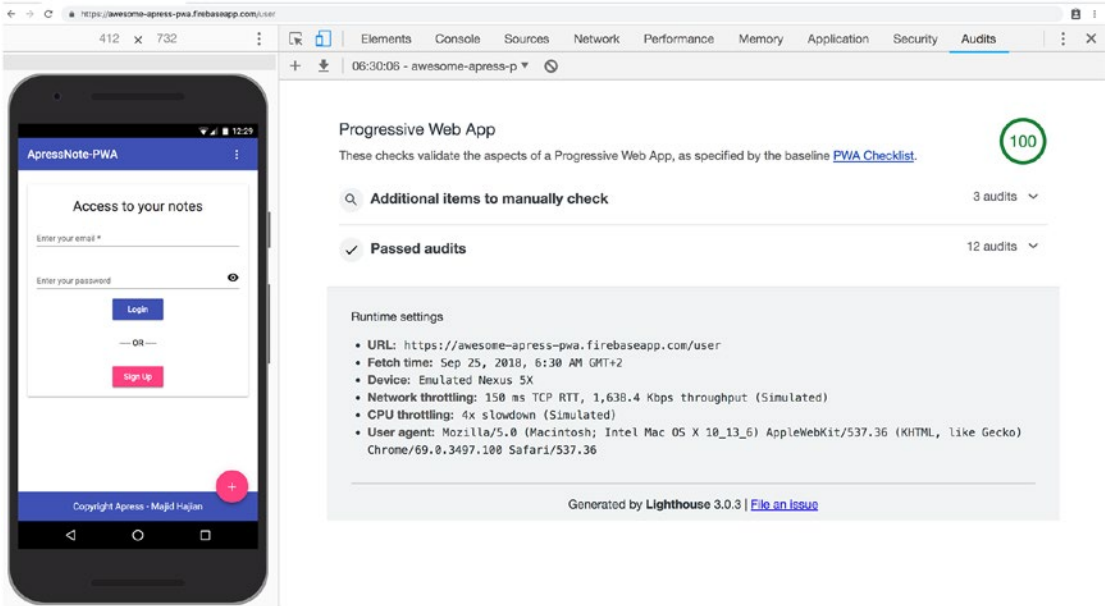 https://awesome-apress-pwa.firebaseapp.com/user
412 x 732
Elements Console Sources Network Performance Memory Application Security Audits
06:30:06 - awesome-apress-p
12:29
ApressNote-PWA
Access to your notes
Enter your email *
Enter your password
Login
OR
Sign Up
+
Copyright Apress - Majid Hajian
Progressive Web App
100
These checks validate the aspects of a Progressive Web App, as specified by the baseline PWA Checklist.
Additional items to manually check 3 audits
Passed audits 12 audits
Runtime settings
• URL: https://awesome-apress-pwa.firebaseapp.com/user
• Fetch time: Sep 25, 2018, 6:30 AM GMT+2
• Device: Emulated Nexus 5X
• Network throttling: 150 ms TCP RTT, 1,638.4 Kbps throughput (Simulated)
• CPU throttling: 4x slowdown (Simulated)
• User agent: Mozilla/5.0 (Macintosh; Intel Mac OS X 10_13_6) AppleWebKit/537.36 (KHTML, like Gecko)
Chrome/69.0.3497.100 Safari/537.36
Generated by Lighthouse 3.0.3 | File an issue